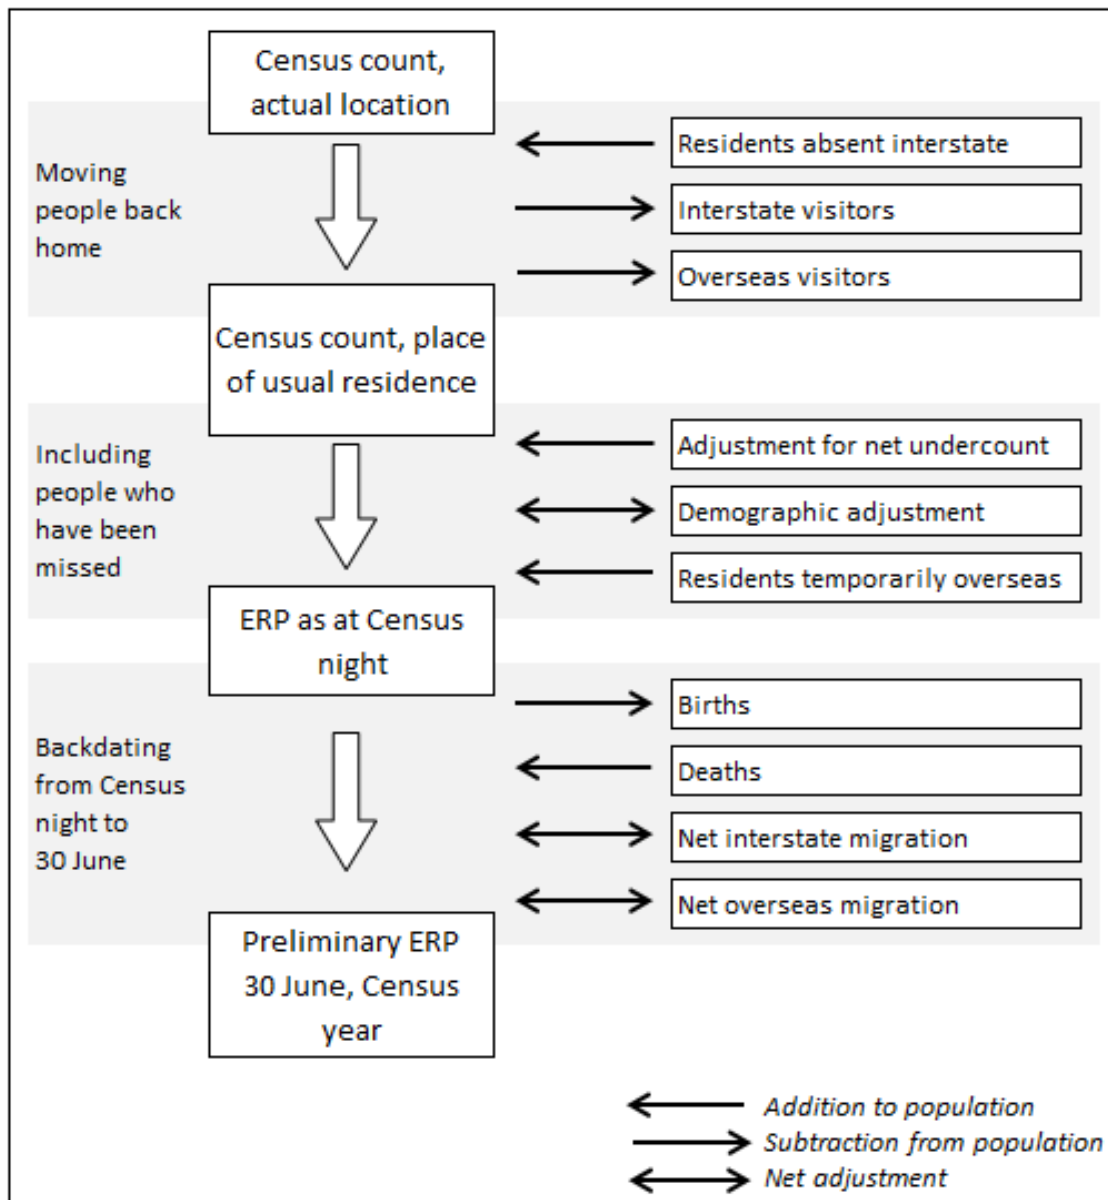 Census count,
actual location
Moving
people back
home
Residents absent interstate
Interstate visitors
Overseas visitors
Census count, place
of usual residence
Including
people who
have been
missed
Adjustment for net undercount
Demographic adjustment
Residents temporarily overseas
ERP as at Census
night
Backdating
from Census
night to
30 June
Births
Deaths
Net interstate migration
Net overseas migration
Preliminary ERP
30 June, Census
year
Addition to population
Subtraction from population
Net adjustment